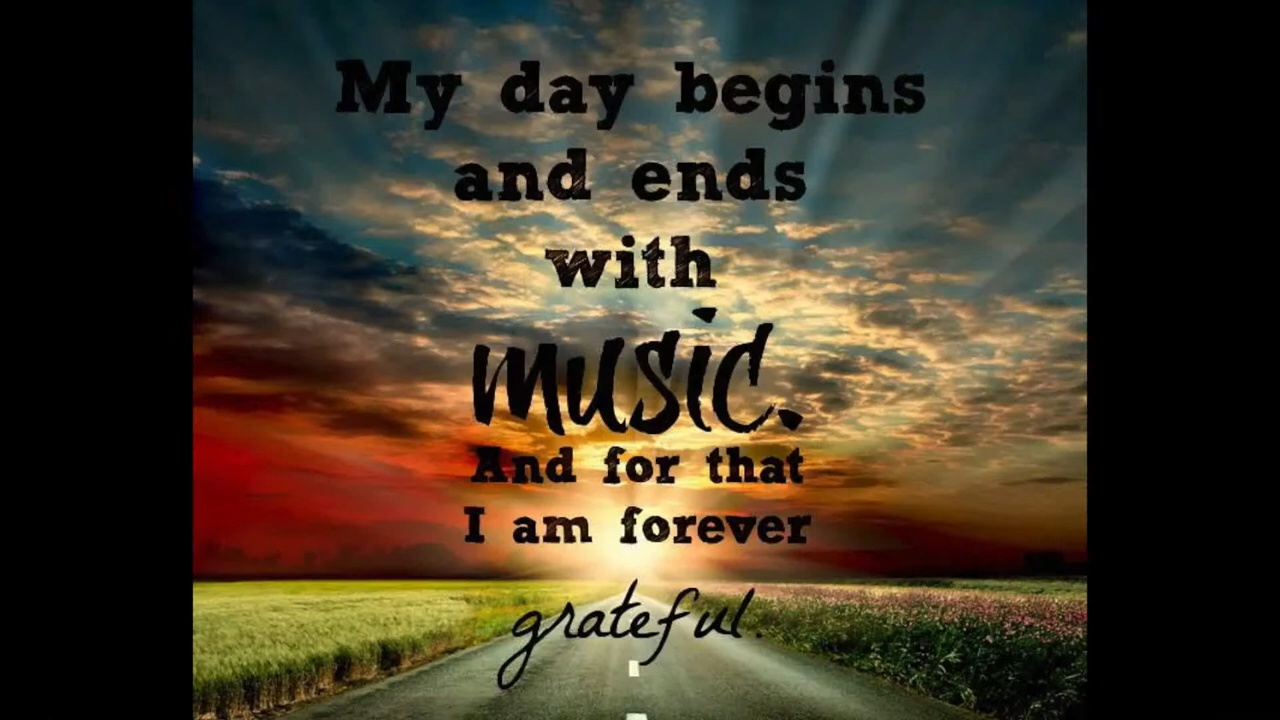 My day begins
and ends
with
music.
And for that
I am forever
grateful.